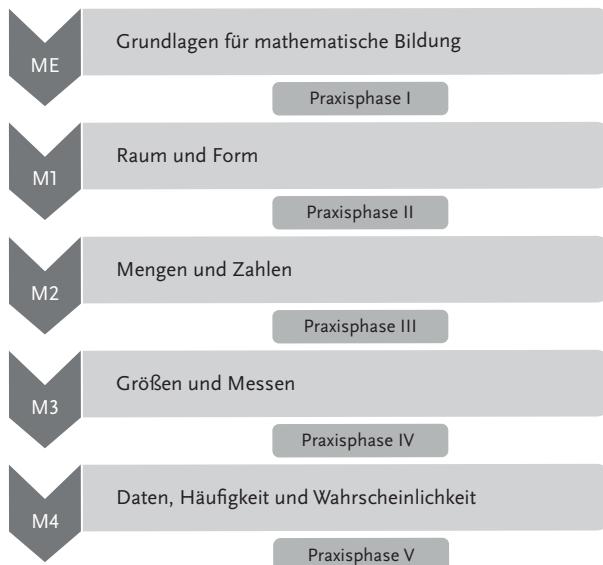 ME
Grundlagen für mathematische Bildung
Praxisphase I
M1
Raum und Form
Praxisphase II
M2
Mengen und Zahlen
Praxisphase III
M3
Größen und Messen
Praxisphase IV
M4
Daten, Häufigkeit und Wahrscheinlichkeit
Praxisphase V